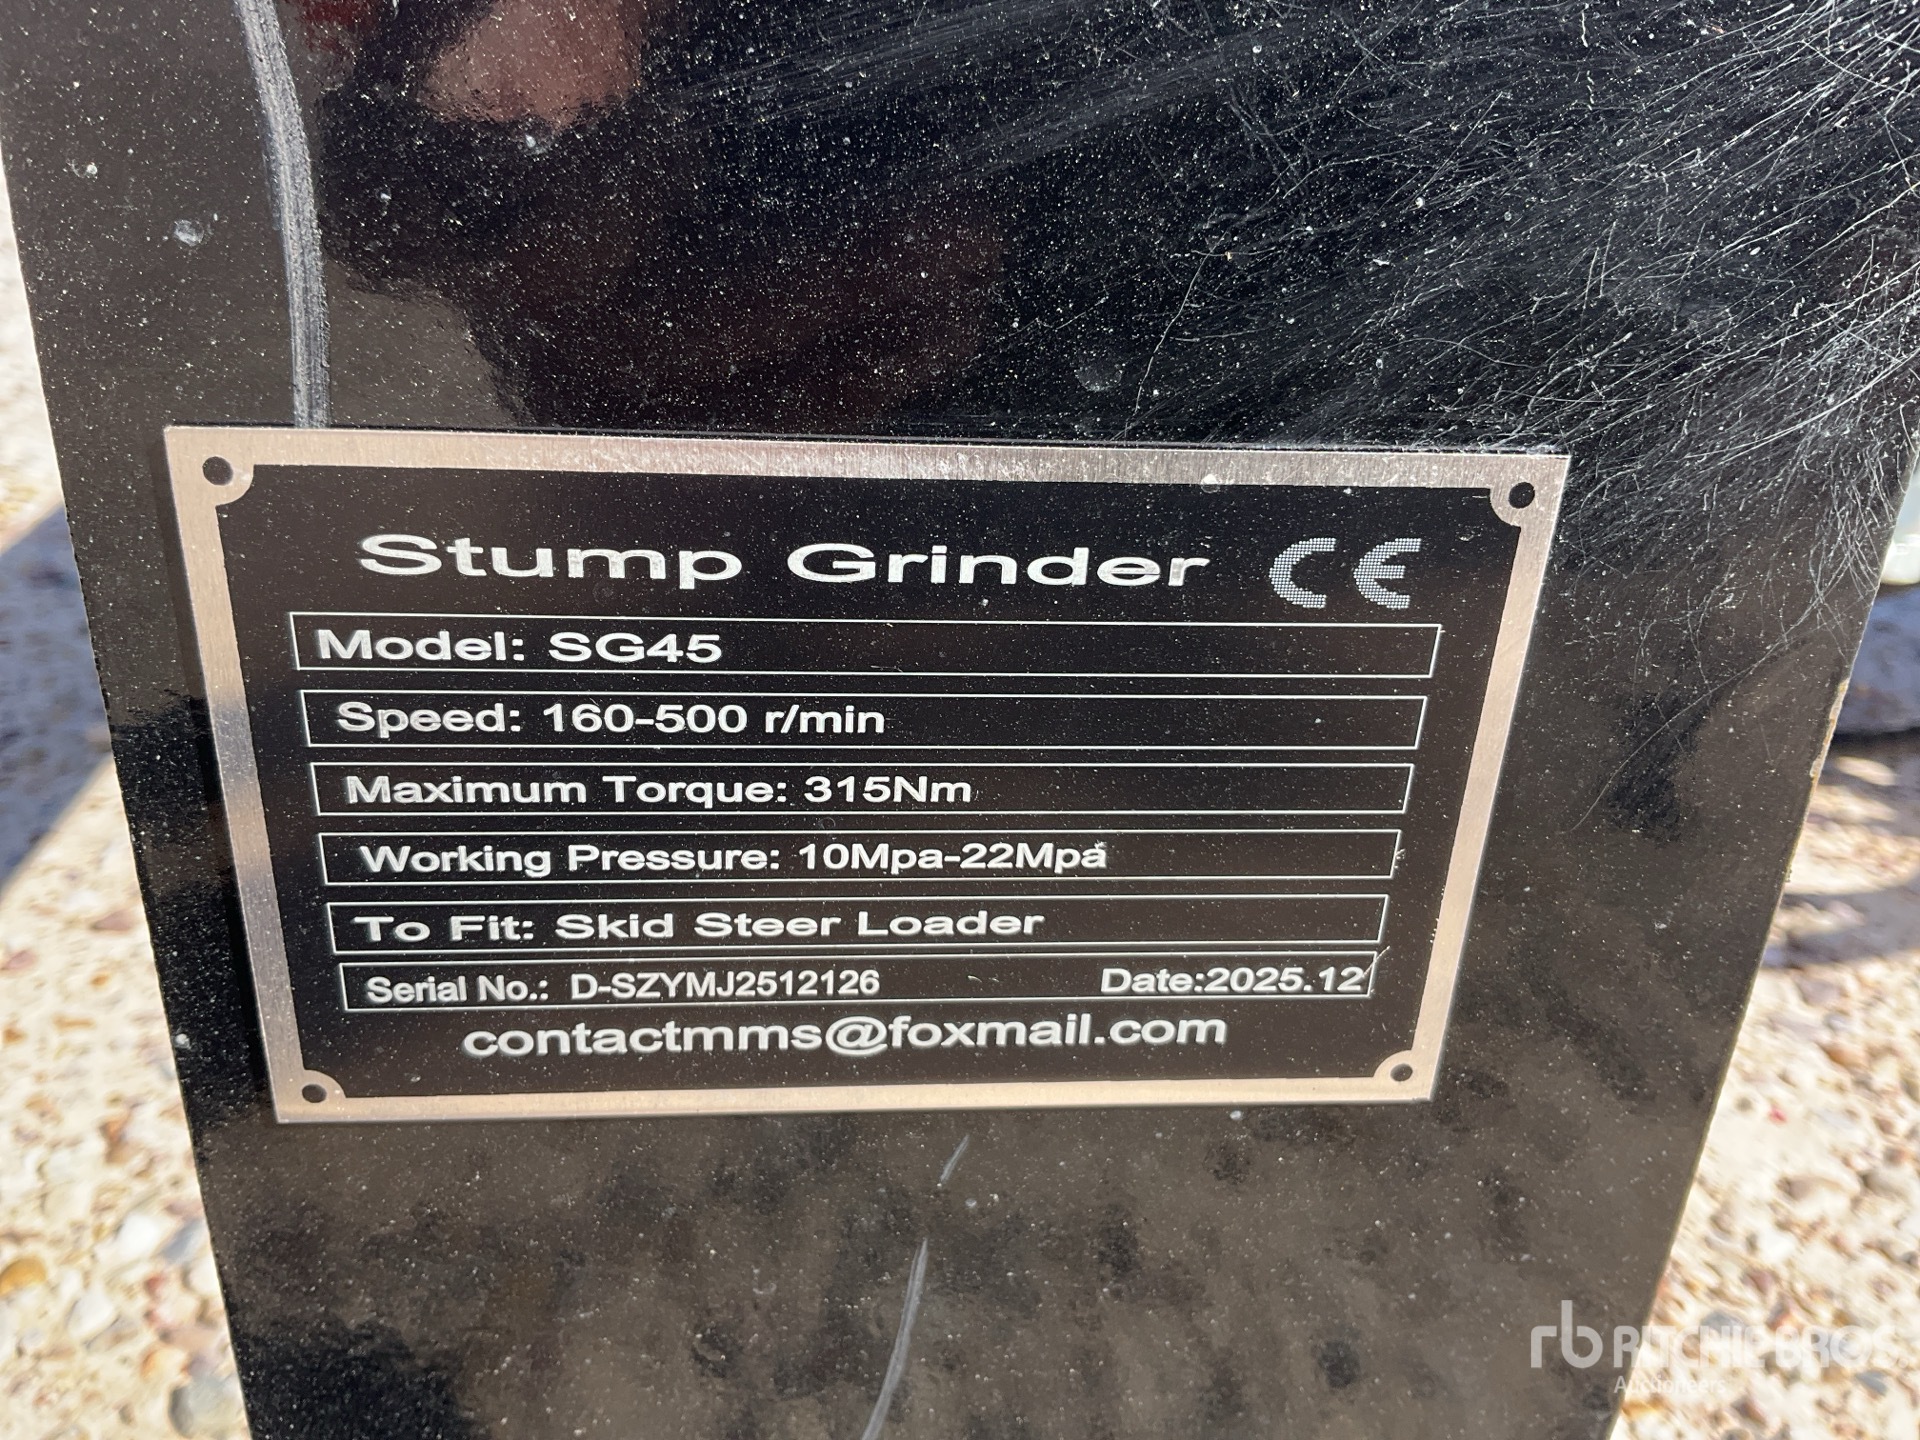 Stump Grinder CE
Model: SG45
Speed: 160-500 r/min
Maximum Torque: 315Nm
Working Pressure: 10Mpa-22Mpa
To Fit: Skid Steer Loader
Serial No.: D-SZYMJ2512126 Date:2025.12
contactmms@foxmail.com
rb RITCHIE BROS
Auctioneers